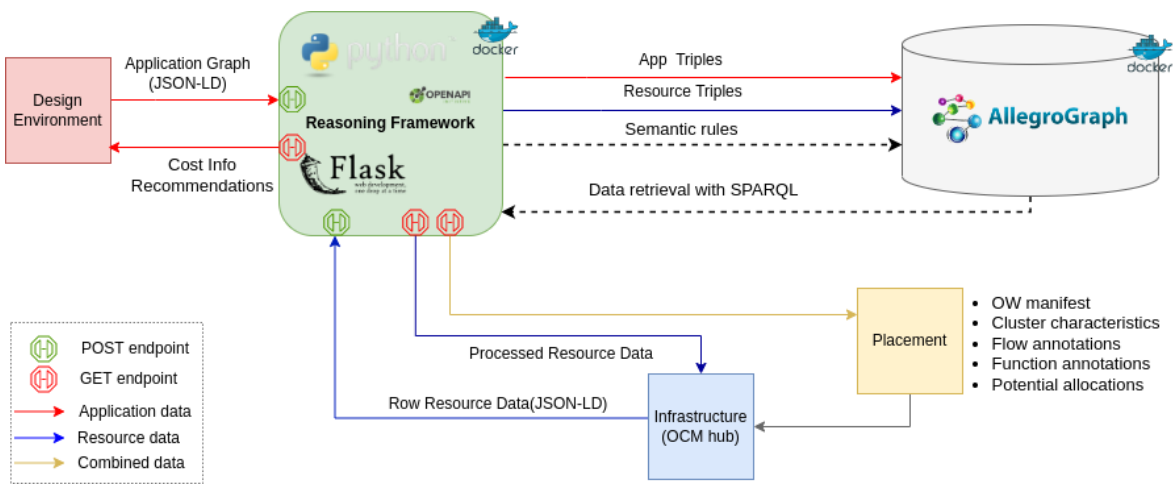 Design
Environment
Application Graph
(JSON-LD)
Cost Info
Recommendations
python
docker
OPENAPI
INITIATIVE
Reasoning Framework
Flask
web development,
one drop at a time
App Triples
Resource Triples
Semantic rules
Data retrieval with SPARQL
docker
AllegroGraph
Placement
OW manifest
Cluster characteristics
Flow annotations
Function annotations
Potential allocations
Processed Resource Data
Row Resource Data(JSON-LD)
Infrastructure
(OCM hub)
POST endpoint
GET endpoint
Application data
Resource data
Combined data